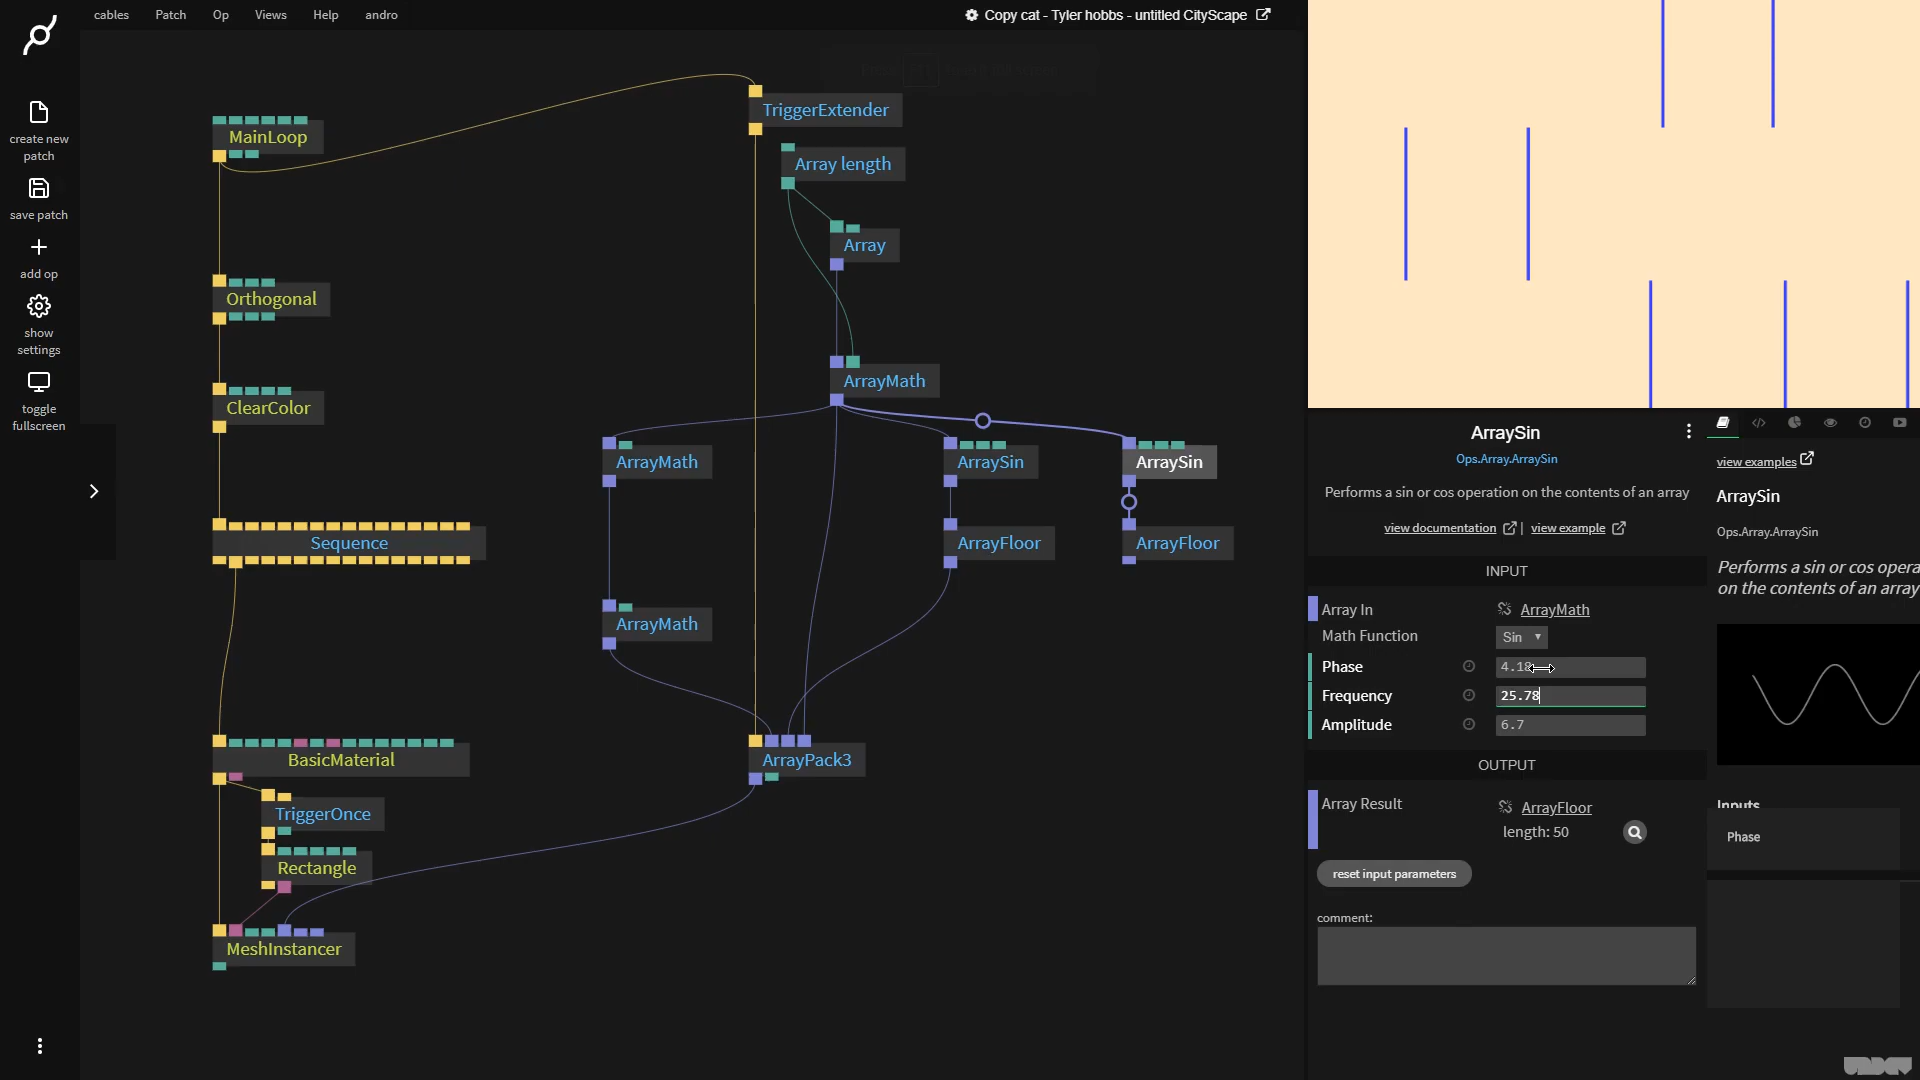 cables
Patch
Op
Views
Help
andro
Copy cat - Tyler hobbs - untitled CityScape
create new
patch
save patch
add op
show
settings
toggle
fullscreen
MainLoop
TriggerExtender
Array length
Array
Orthogonal
ArrayMath
ClearColor
ArrayMath
ArraySin
ArraySin
Sequence
ArrayFloor
ArrayFloor
ArrayMath
BasicMaterial
ArrayPack3
TriggerOnce
Rectangle
MeshInstancer
ArraySin
Ops.Array.ArraySin
Performs a sin or cos operation on the contents of an array
view documentation | view example
INPUT
Array In ArrayMath
Math Function Sin
Phase
Frequency 25.78
Amplitude 6.7
OUTPUT
Array Result ArrayFloor
length: 50
reset input parameters
comment:
view examples
ArraySin
Ops.Array.ArraySin
Performs a sin or cos opera
on the contents of an array
Inputs
Phase